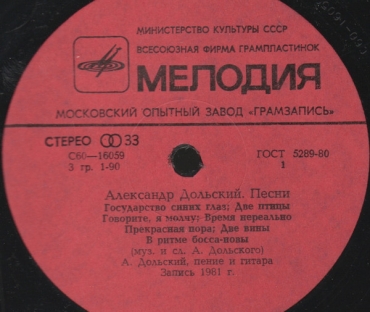 МИНИСТЕРСТВО КУЛЬТУРЫ СССР
ВСЕСОЮЗНАЯ ФИРМА ГРАМПЛАСТИНОК
МЕЛОДИЯ
МОСКОВСКИЙ ОПЫТНЫЙ ЗАВОД «ГРАМЗАПИСЬ»
СТЕРЕО 33
С60—16059 ГОСТ 5289-80
3 гр. 1-90 1
Александр Дольский. Песни
Государство синих глаз; Две птицы
Говорите, я молчу; Время нереально
Прекрасная пора; Две вины
В ритме босса-новы
(муз. и сл. А. Дольского)
А. Дольский, пение и гитара
Запись 1981 г.